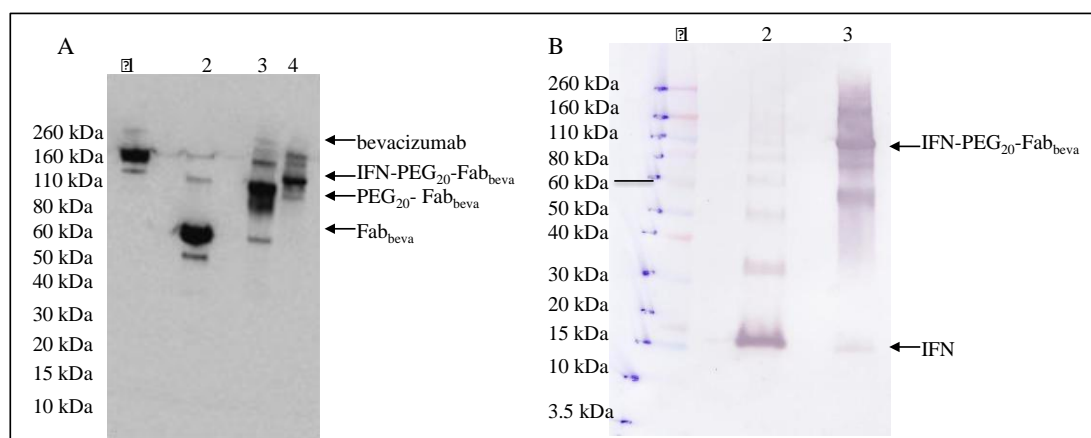 A
⍰1 2 3 4
260 kDa
160 kDa
110 kDa
80 kDa
60 kDa
50 kDa
40 kDa
30 kDa
20 kDa
15 kDa
10 kDa
bevacizumab
IFN-PEG20-Fabbeva
PEG20- Fabbeva
Fabbeva
B
⍰1 2 3
260 kDa
160 kDa
110 kDa
80 kDa
60 kDa
50 kDa
40 kDa
30 kDa
20 kDa
15 kDa
10 kDa
3.5 kDa
IFN-PEG20-Fabbeva
IFN